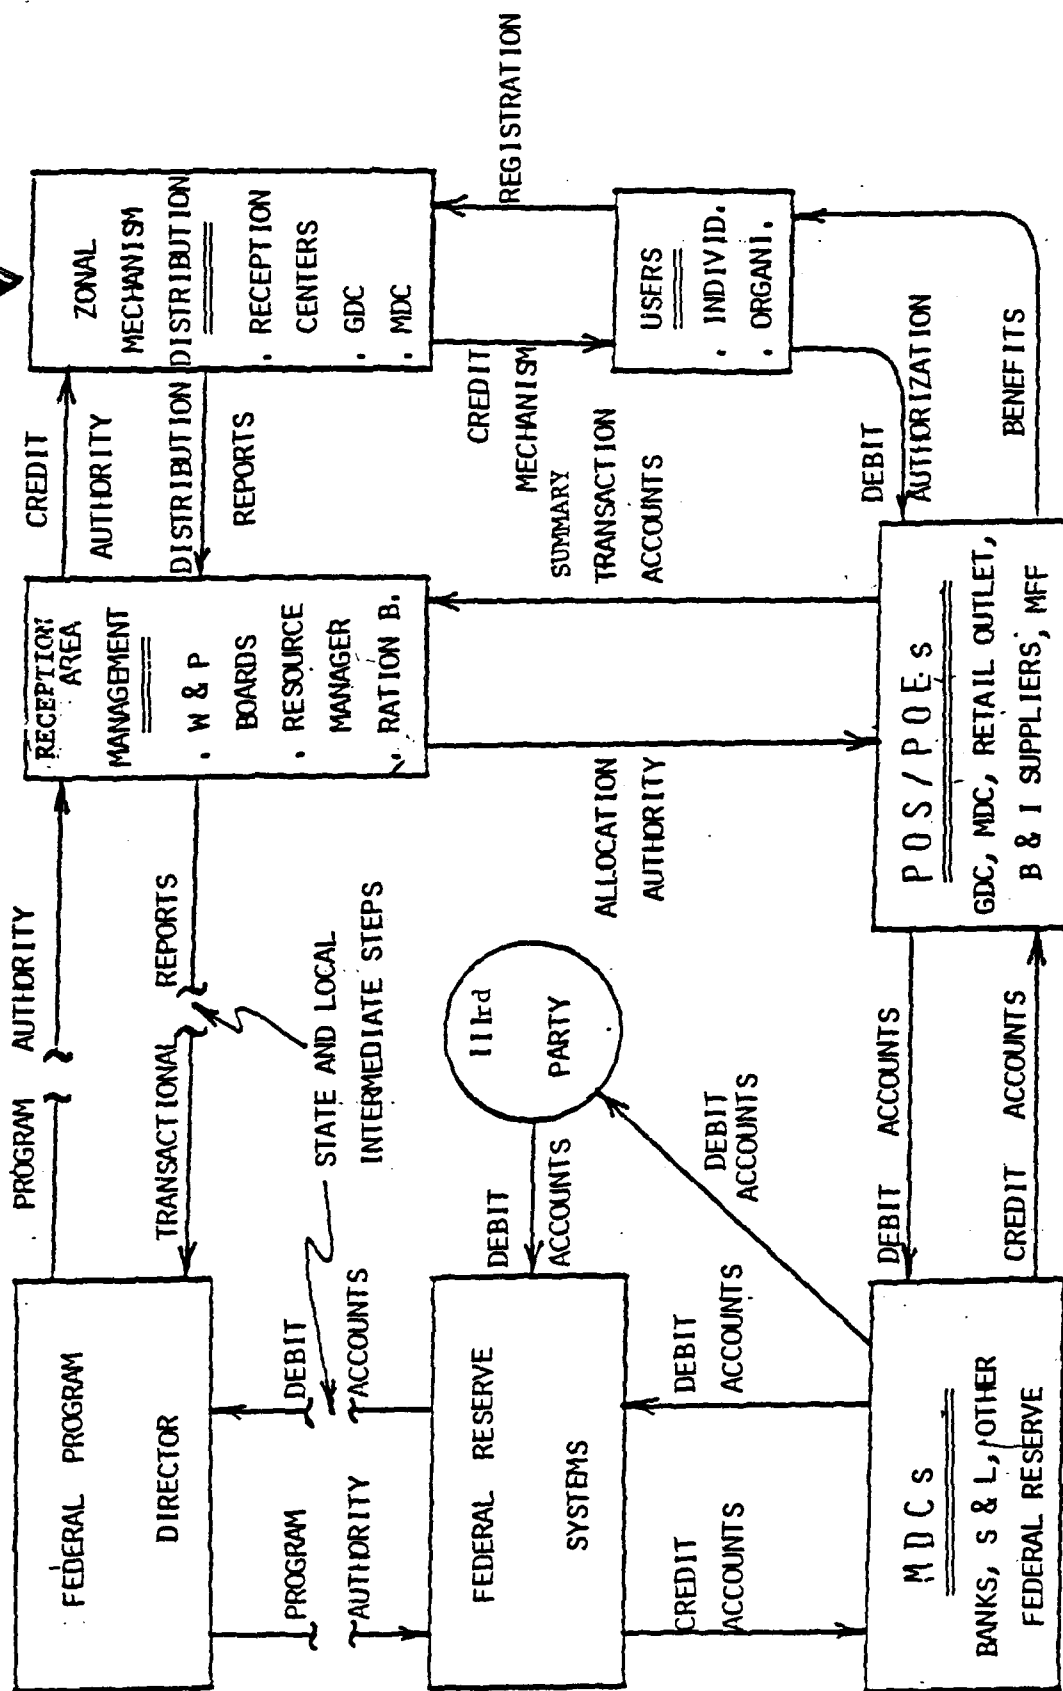 FEDERAL PROGRAM
DIRECTOR
PROGRAM AUTHORITY
TRANSACTIONAL REPORTS
RECEPTION
AREA
MANAGEMENT
. W & P
BOARDS
. RESOURCE
MANAGER
. RATION B.
CREDIT
AUTHORITY
DISTRIBUTION
REPORTS
ZONAL
MECHANISM
DISTRIBUTION
. RECEPTION
CENTERS
. GDC
. MDC
PROGRAM
AUTHORITY
DEBIT
ACCOUNTS
STATE AND LOCAL
INTERMEDIATE STEPS
FEDERAL RESERVE
SYSTEMS
DEBIT
ACCOUNTS
IIIrd
PARTY
ALLOCATION
AUTHORITY
SUMMARY
TRANSACTION
ACCOUNTS
CREDIT
MECHANISM
REGISTRATION
USERS
. INDIVID.
. ORGANI.
CREDIT
ACCOUNTS
DEBIT
ACCOUNTS
DEBIT
ACCOUNTS
DEBIT
AUTHORIZATION
BENEFITS
MDCs
BANKS, S & L, OTHER
FEDERAL RESERVE
DEBIT ACCOUNTS
CREDIT ACCOUNTS
POS/POEs
GDC, MDC, RETAIL OUTLET,
B & I SUPPLIERS, MFF